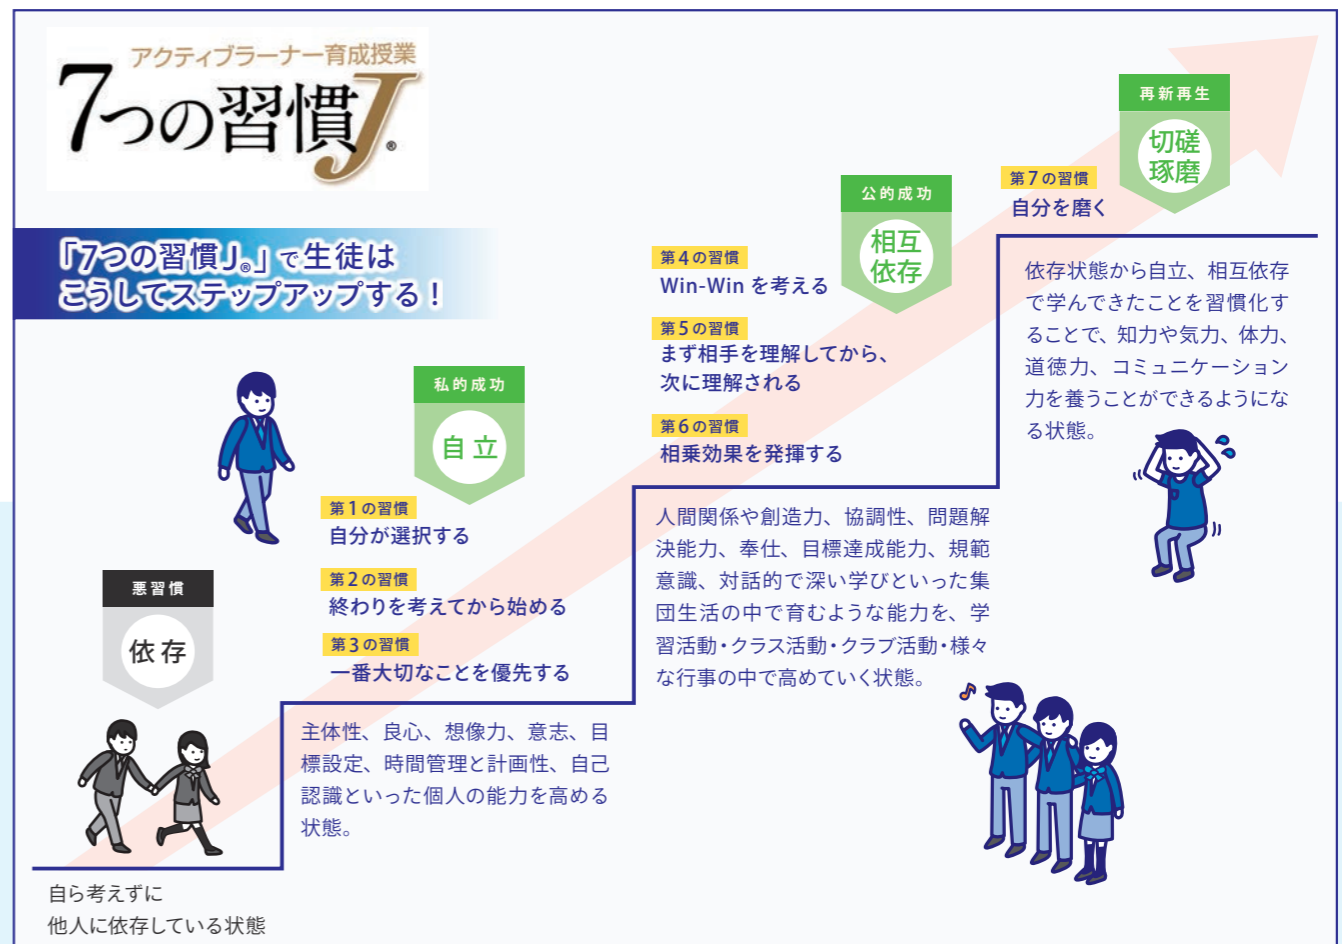 アクティブラーナー育成授業
7つの習慣J®
「7つの習慣J®」で生徒は
こうしてステップアップする！
悪習慣
依存
自ら考えずに
他人に依存している状態
私的成功
自立
第1の習慣
自分が選択する
第2の習慣
終わりを考えてから始める
第3の習慣
一番大切なことを優先する
主体性、良心、想像力、意志、目
標設定、時間管理と計画性、自己
認識といった個人の能力を高める
状態。
公的成功
相互
依存
第4の習慣
Win-Win を考える
第5の習慣
まず相手を理解してから、
次に理解される
第6の習慣
相乗効果を発揮する
人間関係や創造力、協調性、問題解
決能力、奉仕、目標達成能力、規範
意識、対話的で深い学びといった集
団生活の中で育むような能力を、学
習活動・クラス活動・クラブ活動・様々
な行事の中で高めていく状態。
再新再生
切磋
琢磨
第7の習慣
自分を磨く
依存状態から自立、相互依存
で学んできたことを習慣化す
ることで、知力や気力、体力、
道徳力、コミュニケーション
力を養うことができるようにな
る状態。